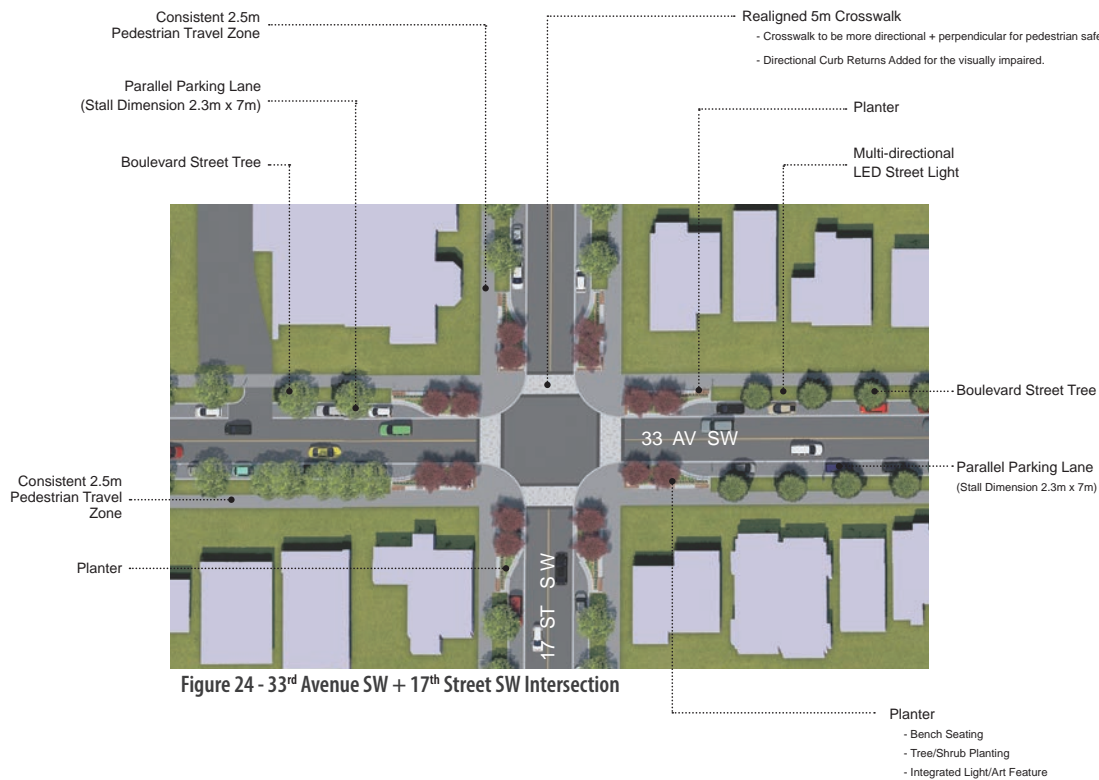 Consistent 2.5m
Pedestrian Travel Zone
Realigned 5m Crosswalk
- Crosswalk to be more directional + perpendicular for pedestrian safe
- Directional Curb Returns Added for the visually impaired.
Parallel Parking Lane
(Stall Dimension 2.3m x 7m)
Planter
Boulevard Street Tree
Multi-directional
LED Street Light
Boulevard Street Tree
33 AV SW
Consistent 2.5m
Pedestrian Travel
Zone
Parallel Parking Lane
(Stall Dimension 2.3m x 7m)
Planter
17 ST SW
Figure 24 - 33rd Avenue SW + 17th Street SW Intersection
Planter
- Bench Seating
- Tree/Shrub Planting
- Integrated Light/Art Feature